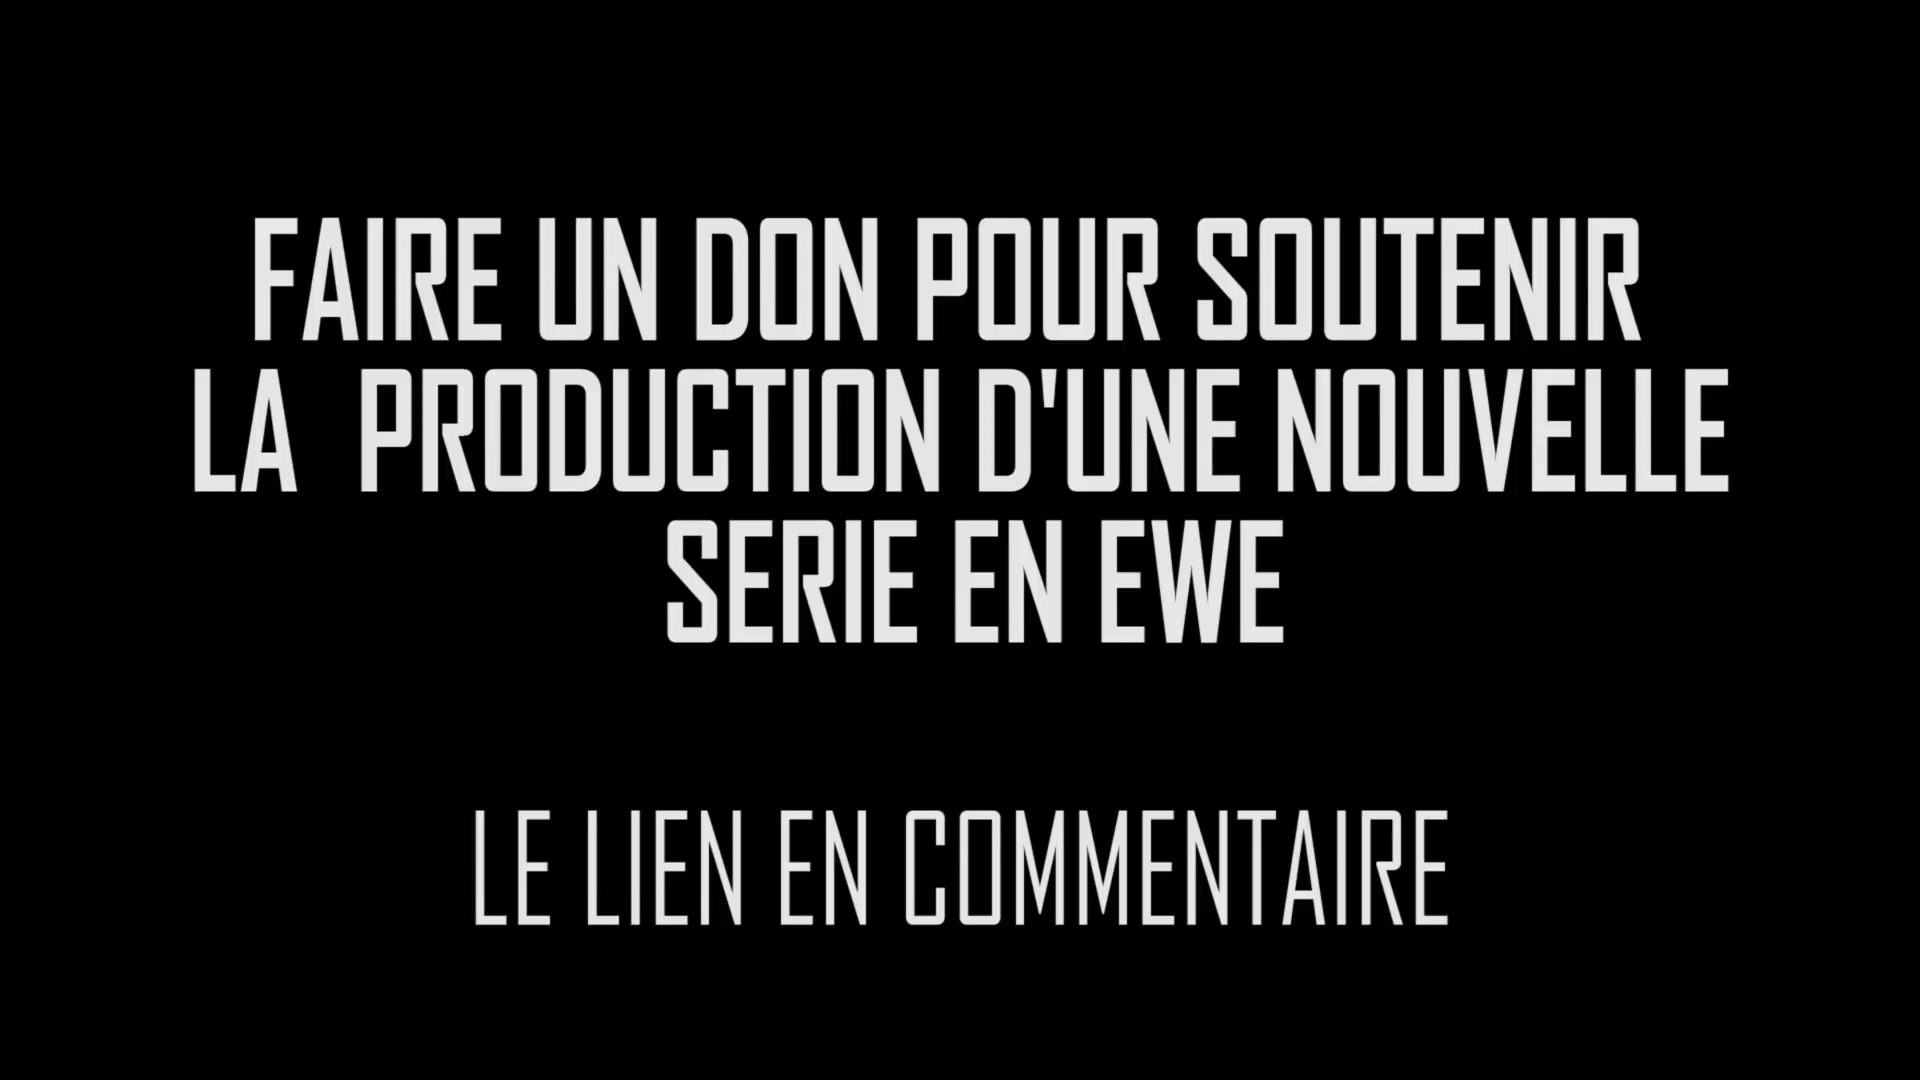 FAIRE UN DON POUR SOUTENIR
LA PRODUCTION D'UNE NOUVELLE
SERIE EN EWE
LE LIEN EN COMMENTAIRE